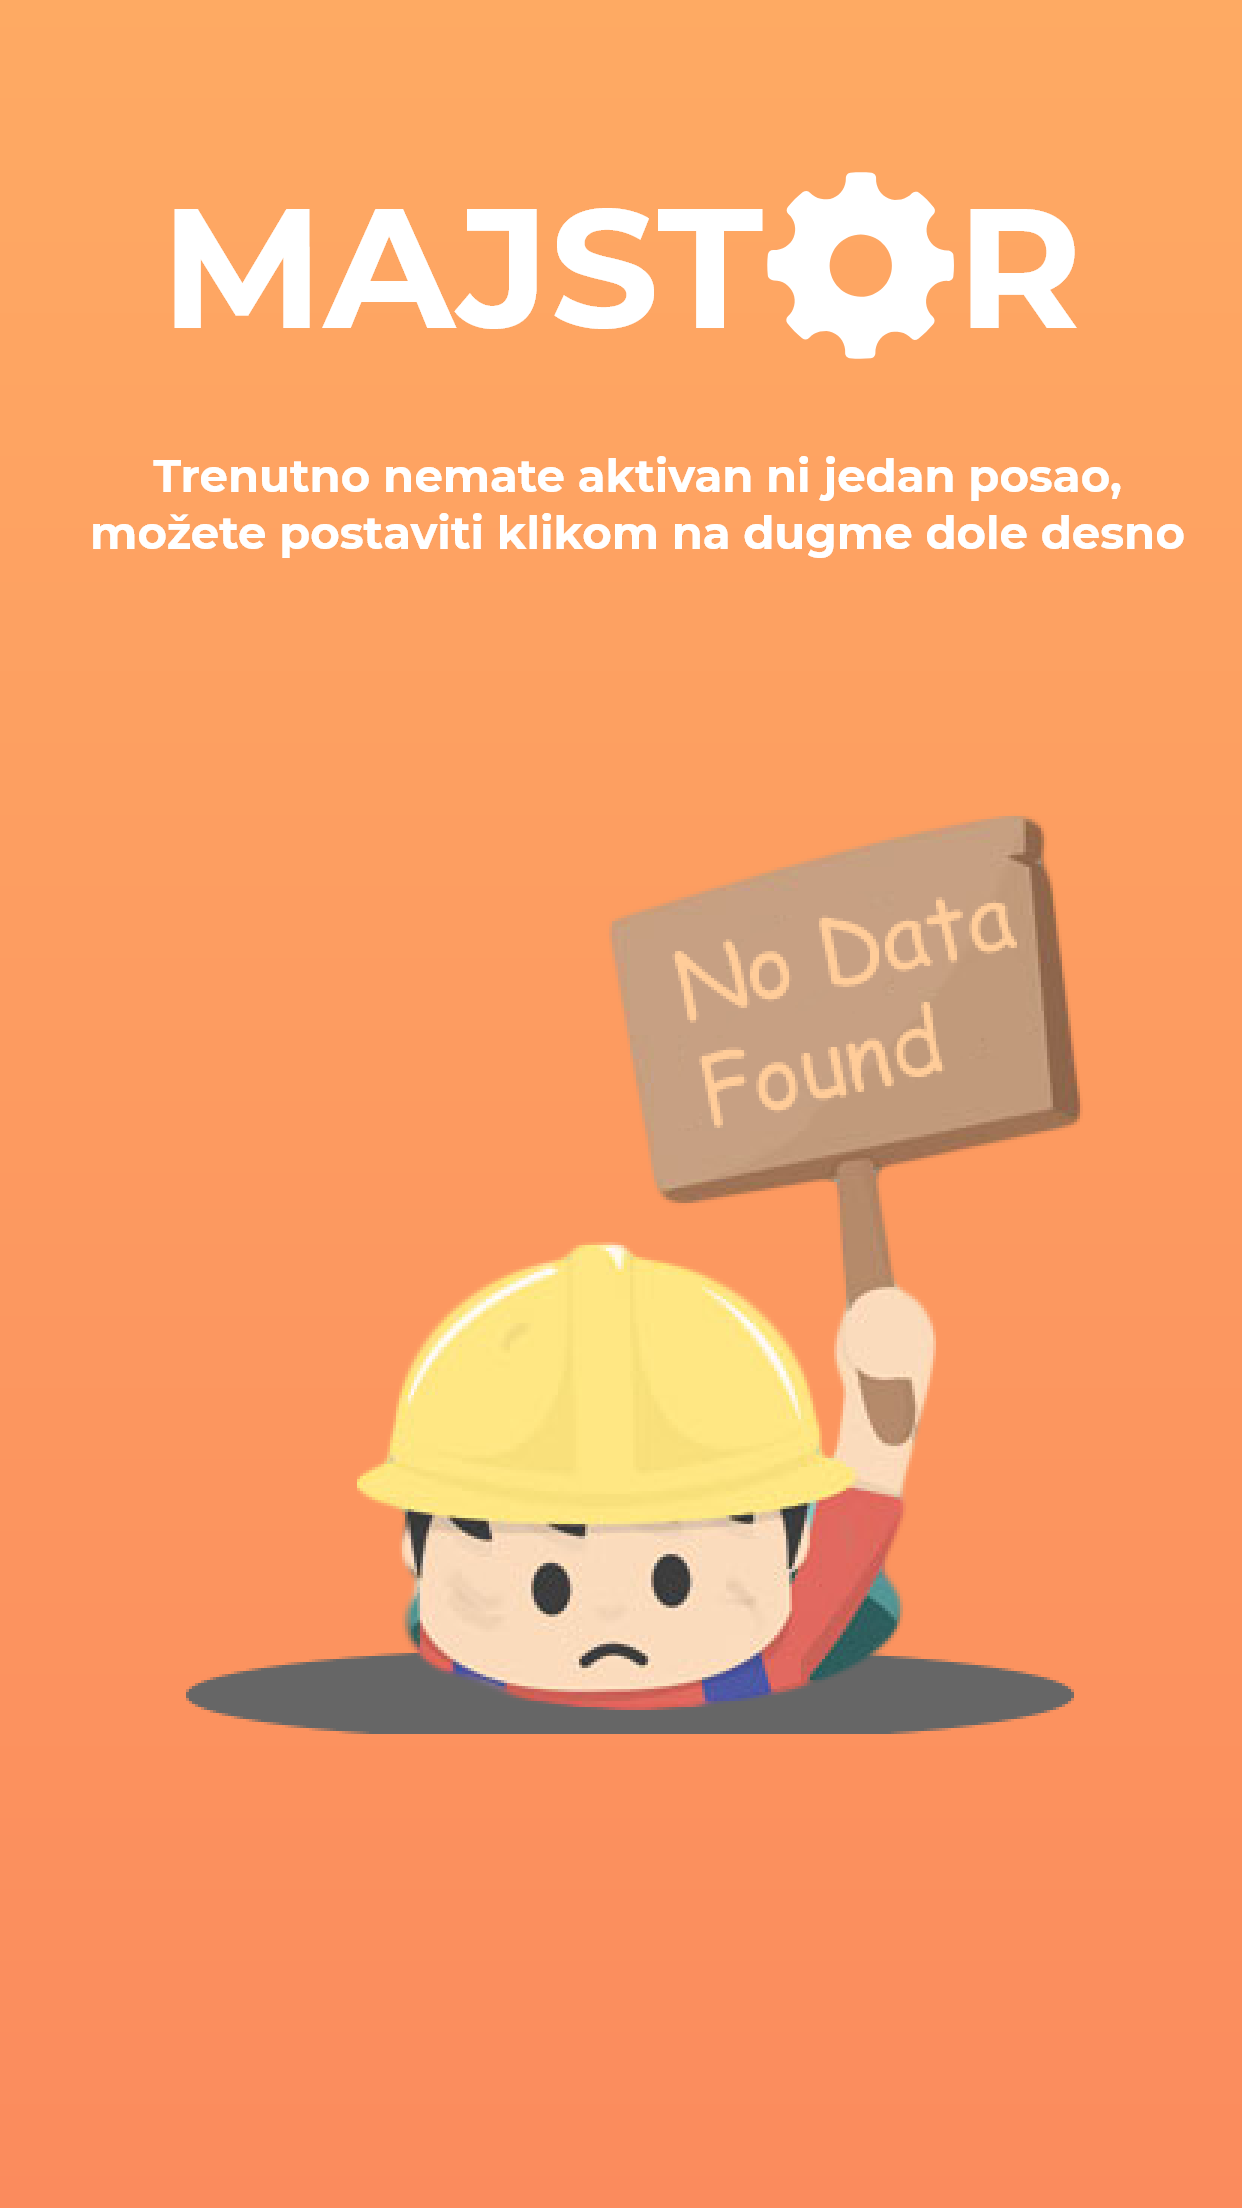 MAJSTOR
Trenutno nemate aktivan ni jedan posao,
možete postaviti klikom na dugme dole desno
No Data
Found